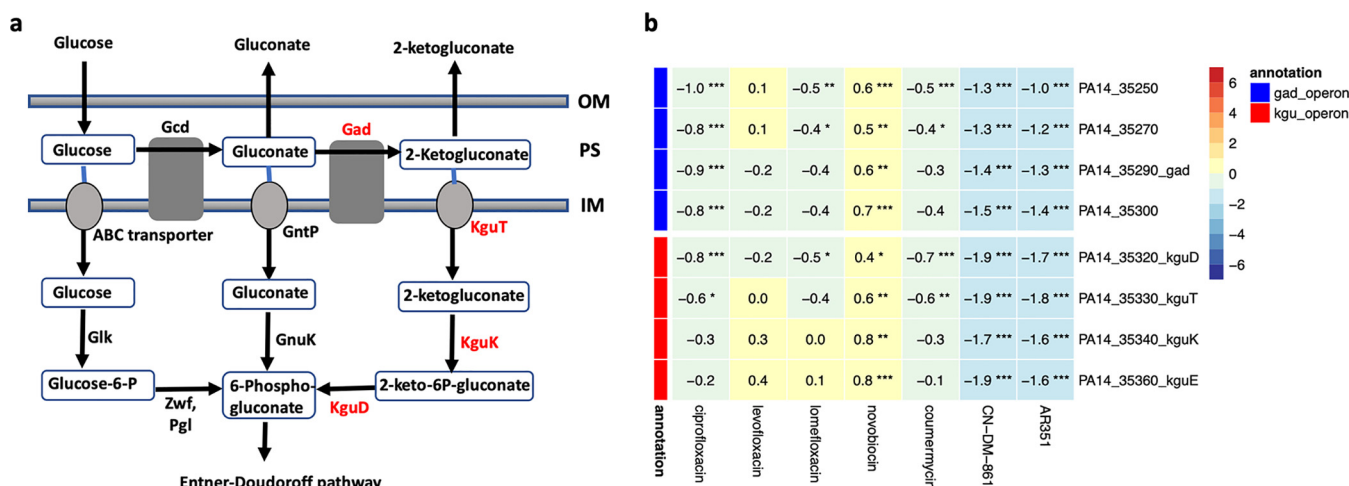 a
Glucose
Gluconate
2-ketogluconate
OM
Gcd
Gad
PS
Glucose
Gluconate
2-Ketogluconate
IM
ABC transporter
GntP
KguT
Glucose
Gluconate
2-ketogluconate
Glk
GnuK
KguK
Glucose-6-P
6-Phospho-
gluconate
2-keto-6P-gluconate
Zwf,
Pgl
KguD
Entner-Doudoroff pathway
b
−1.0 *** 0.1 −0.5 ** 0.6 *** −0.5 *** −1.3 *** −1.0 *** PA14_35250
−0.8 *** 0.1 −0.4 * 0.5 ** −0.4 * −1.3 *** −1.2 *** PA14_35270
−0.9 *** −0.2 −0.4 0.6 ** −0.3 −1.4 *** −1.3 *** PA14_35290_gad
−0.8 *** −0.2 −0.4 0.7 *** −0.4 −1.5 *** −1.4 *** PA14_35300
−0.8 *** −0.2 −0.5 * 0.4 * −0.7 *** −1.9 *** −1.7 *** PA14_35320_kguD
−0.6 * 0.0 −0.4 0.6 ** −0.6 ** −1.9 *** −1.8 *** PA14_35330_kguT
−0.3 0.3 0.0 0.8 ** −0.3 −1.7 *** −1.6 *** PA14_35340_kguK
−0.2 0.4 0.1 0.8 *** −0.1 −1.9 *** −1.6 *** PA14_35360_kguE
annotation
ciprofloxacin
levofloxacin
lomefloxacin
novobiocin
coumermycin
CN-DM-861
AR351
6
4
2
0
−2
−4
−6
annotation
gad_operon
kgu_operon